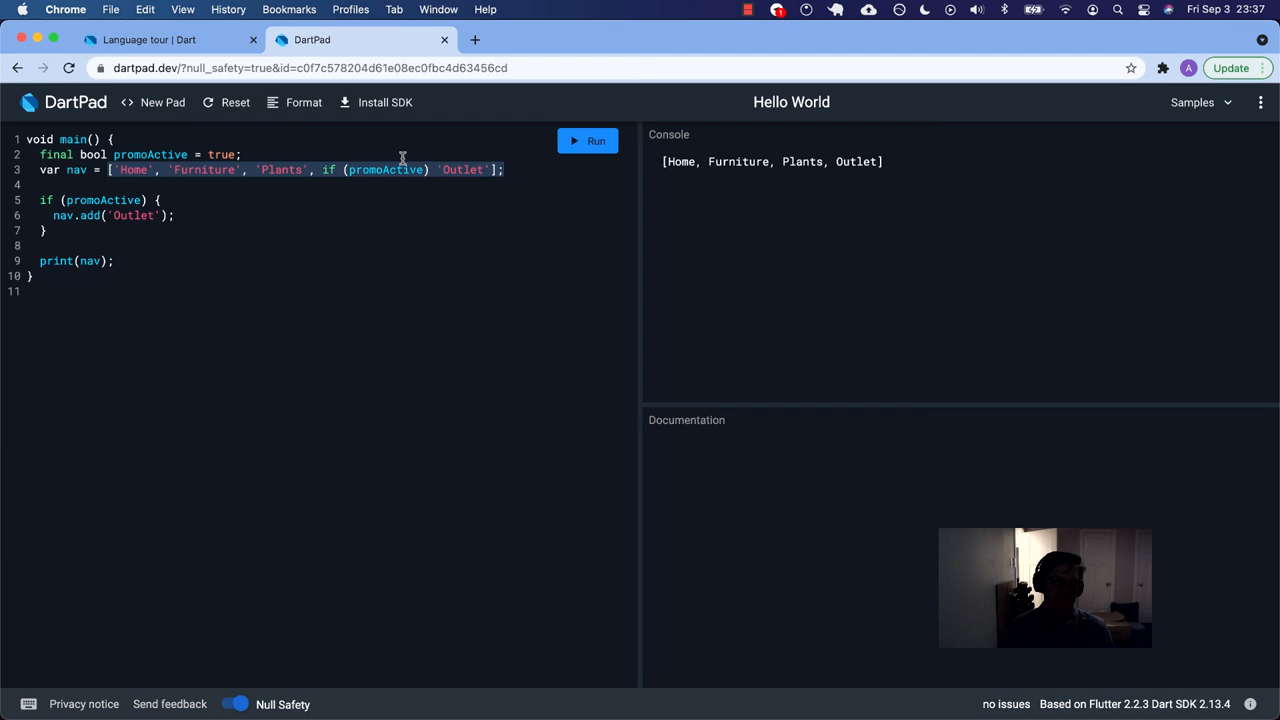 Chrome File Edit View History Bookmarks Profiles Tab Window Help 1 Fri Sep 3 23:37
Language tour | Dart DartPad
dartpad.dev/?null_safety=true&id=c0f7c578204d61e08ec0fbc4d63456cd A Update
DartPad <> New Pad Reset Format Install SDK Hello World Samples
Run
Console
1 void main() {
2 final bool promoActive = true;
3 var nav = ['Home', 'Furniture', 'Plants', if (promoActive) 'Outlet'];
4
5 if (promoActive) {
6 nav.add('Outlet');
7 }
8
9 print(nav);
10 }
11
[Home, Furniture, Plants, Outlet]
Documentation
Privacy notice Send feedback Null Safety no issues Based on Flutter 2.2.3 Dart SDK 2.13.4